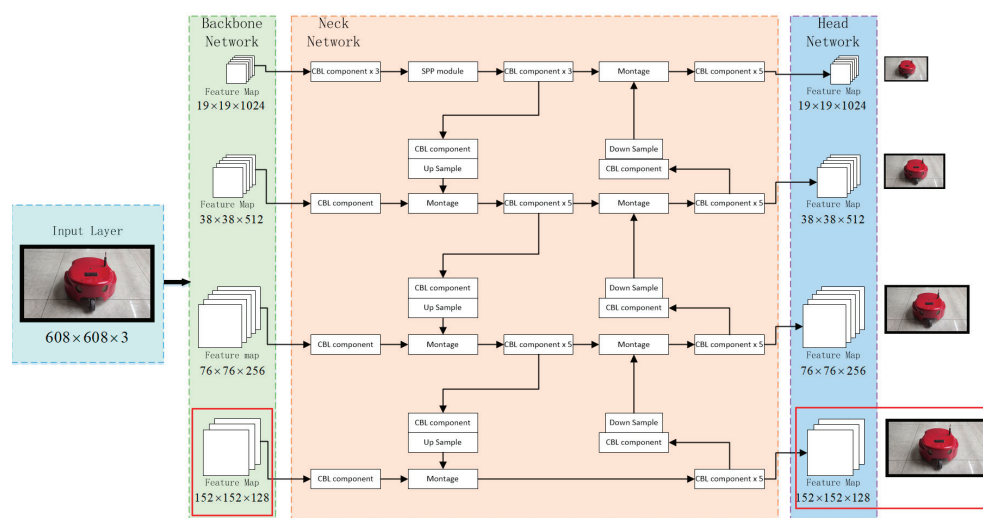 Backbone
Network
Neck
Network
Head
Network
CBL component x 3
SPP module
CBL component x 3
Montage
CBL component x 5
Feature Map
19×19×1024
Feature Map
19×19×1024
CBL component
Up Sample
Down Sample
CBL component
CBL component
Montage
CBL component x 5
Montage
CBL component x 5
Feature Map
38×38×512
Feature Map
38×38×512
Input Layer
608×608×3
CBL component
Up Sample
Down Sample
CBL component
CBL component
Montage
CBL component x 5
Montage
CBL component x 5
Feature map
76×76×256
Feature Map
76×76×256
CBL component
Up Sample
Down Sample
CBL component
CBL component
Montage
CBL component x 5
Feature Map
152×152×128
Feature Map
152×152×128